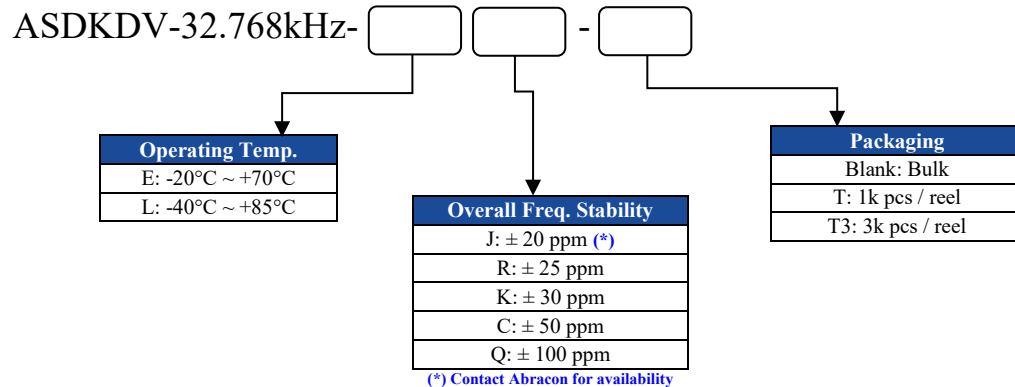 ASDKDV-32.768kHz- -
Operating Temp.
E: -20°C ~ +70°C
L: -40°C ~ +85°C
Overall Freq. Stability
J: ± 20 ppm (*)
R: ± 25 ppm
K: ± 30 ppm
C: ± 50 ppm
Q: ± 100 ppm
(*) Contact Abracon for availability
Packaging
Blank: Bulk
T: 1k pcs / reel
T3: 3k pcs / reel